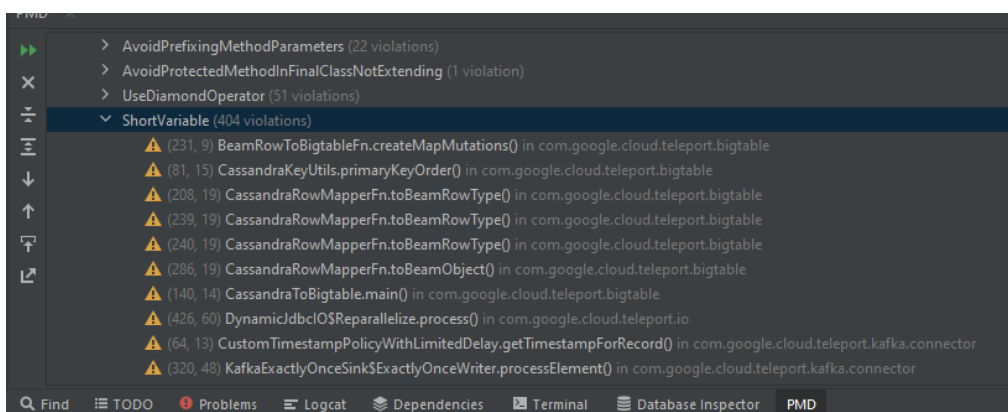 PMD
AvoidPrefixingMethodParameters (22 violations)
AvoidProtectedMethodInFinalClassNotExtending (1 violation)
UseDiamondOperator (51 violations)
ShortVariable (404 violations)
(231, 9) BeamRowToBigtableFn.createMapMutations() in com.google.cloud.teleport.bigtable
(81, 15) CassandraKeyUtils.primaryKeyOrder() in com.google.cloud.teleport.bigtable
(208, 19) CassandraRowMapperFn.toBeamRowType() in com.google.cloud.teleport.bigtable
(239, 19) CassandraRowMapperFn.toBeamRowType() in com.google.cloud.teleport.bigtable
(240, 19) CassandraRowMapperFn.toBeamRowType() in com.google.cloud.teleport.bigtable
(286, 19) CassandraRowMapperFn.toBeamObject() in com.google.cloud.teleport.bigtable
(140, 14) CassandraToBigtable.main() in com.google.cloud.teleport.bigtable
(426, 60) DynamicJdbcIO$Reparallelize.process() in com.google.cloud.teleport.io
(64, 13) CustomTimestampPolicyWithLimitedDelay.getTimestampForRecord() in com.google.cloud.teleport.kafka.connector
(320, 48) KafkaExactlyOnceSink$ExactlyOnceWriter.processElement() in com.google.cloud.teleport.kafka.connector
Find TODO Problems Logcat Dependencies Terminal Database Inspector PMD